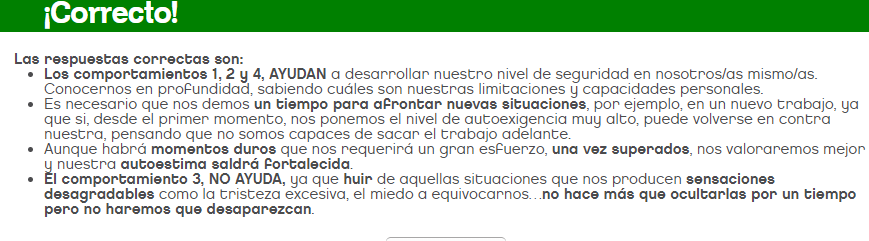 ¡Correcto!
Las respuestas correctas son:
• Los comportamientos 1, 2 y 4, AYUDAN a desarrollar nuestro nivel de seguridad en nosotros/as mismo/as.
Conocernos en profundidad, sabiendo cuáles son nuestras limitaciones y capacidades personales.
• Es necesario que nos demos un tiempo para afrontar nuevas situaciones, por ejemplo, en un nuevo trabajo, ya
que si, desde el primer momento, nos ponemos el nivel de autoexigencia muy alto, puede volverse en contra
nuestra, pensando que no somos capaces de sacar el trabajo adelante.
• Aunque habrá momentos duros que nos requerirá un gran esfuerzo, una vez superados, nos valoraremos mejor
y nuestra autoestima saldrá fortalecida.
• El comportamiento 3, NO AYUDA, ya que huir de aquellas situaciones que nos producen sensaciones
desagradables como la tristeza excesiva, el miedo a equivocarnos...no hace más que ocultarlas por un tiempo
pero no haremos que desaparezcan.